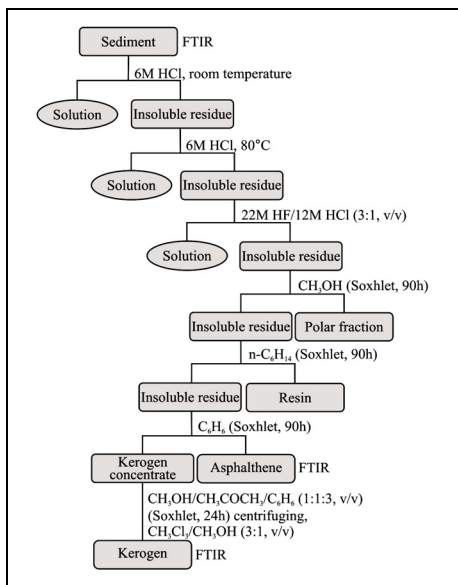 Sediment FTIR
6M HCl, room temperature
Solution Insoluble residue
6M HCl, 80°C
Solution Insoluble residue
22M HF/12M HCl (3:1, v/v)
Solution Insoluble residue
CH₃OH (Soxhlet, 90h)
Insoluble residue Polar fraction
n-C₆H₁₄ (Soxhlet, 90h)
Insoluble residue Resin
C₆H₆ (Soxhlet, 90h)
Kerogen
concentrate Asphalthene FTIR
CH₃OH/CH₃COCH₃/C₆H₆ (1:1:3, v/v)
(Soxhlet, 24h) centrifuging,
CH₃Cl₃/CH₃OH (3:1, v/v)
Kerogen FTIR